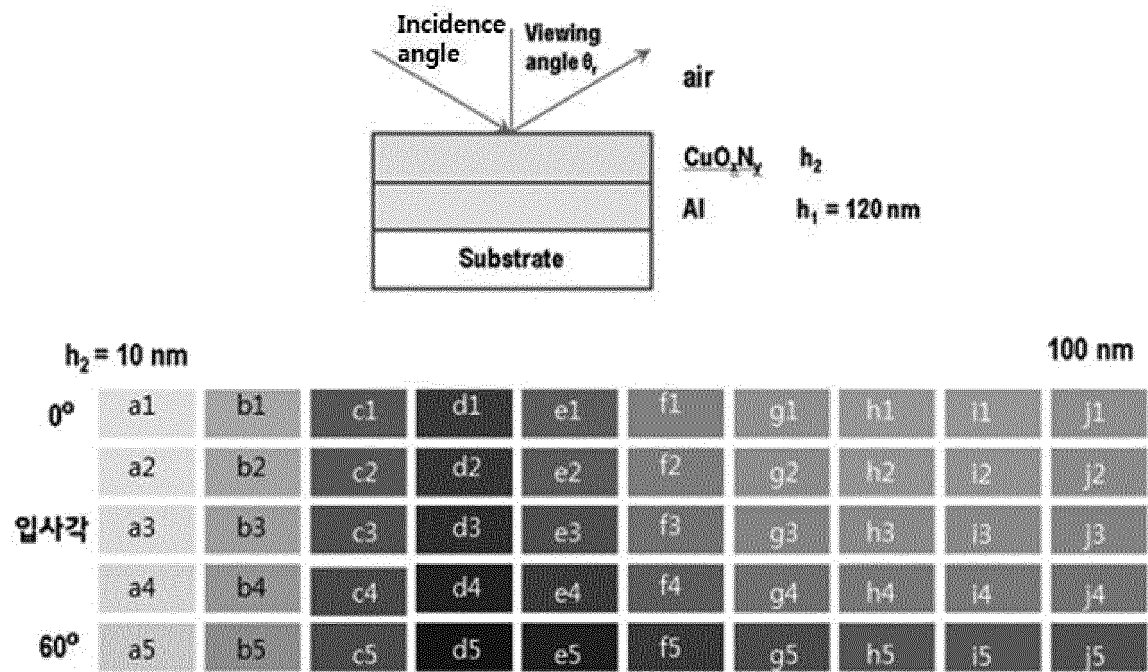 Incidence angle
Viewing angle θr
air
CuOxNy h2
Al h1 = 120 nm
Substrate
h2 = 10 nm 100 nm
0º a1 b1 c1 d1 e1 f1 g1 h1 i1 j1
a2 b2 c2 d2 e2 f2 g2 h2 i2 j2
입사각 a3 b3 c3 d3 e3 f3 g3 h3 i3 j3
a4 b4 c4 d4 e4 f4 g4 h4 i4 j4
60º a5 b5 c5 d5 e5 f5 g5 h5 i5 j5